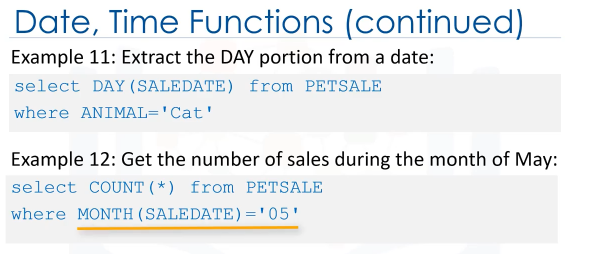 Date, Time Functions (continued)
Example 11: Extract the DAY portion from a date:
select DAY(SALEDATE) from PETSALE
where ANIMAL='Cat'
Example 12: Get the number of sales during the month of May:
select COUNT(*) from PETSALE
where MONTH(SALEDATE)='05'